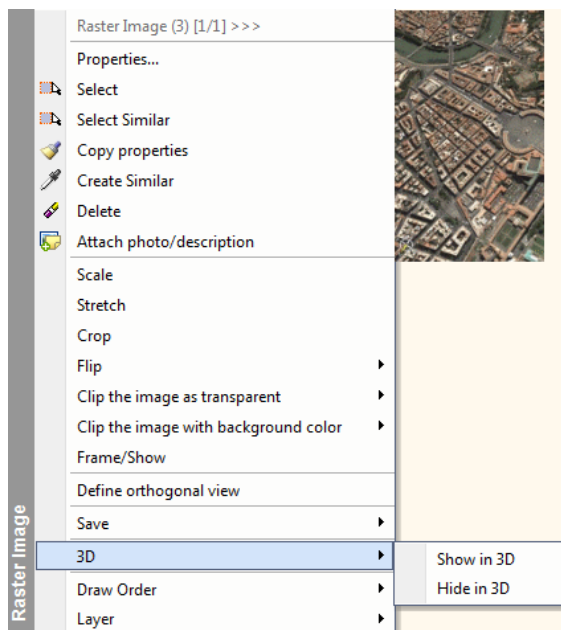 Raster Image (3) [1/1] >>>
Properties...
Select
Select Similar
Copy properties
Create Similar
Delete
Attach photo/description
Scale
Stretch
Crop
Flip
Clip the image as transparent
Clip the image with background color
Frame/Show
Define orthogonal view
Save
3D
Show in 3D
Hide in 3D
Draw Order
Layer
Raster Image